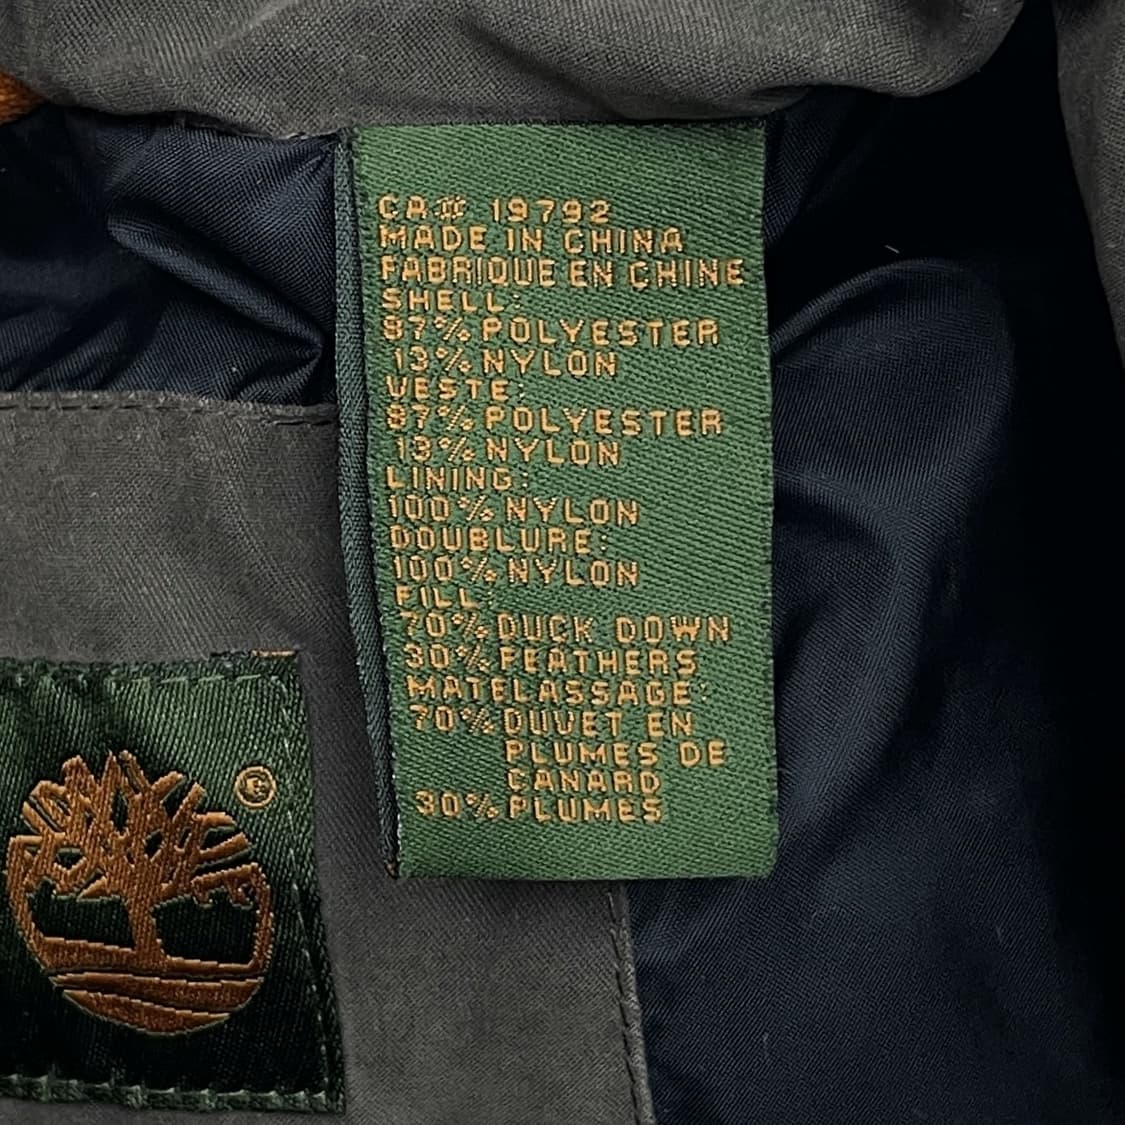 CA# 19792
MADE IN CHINA
FABRIQUE EN CHINE
SHELL:
87% POLYESTER
13% NYLON
VESTE:
87% POLYESTER
13% NYLON
LINING:
100% NYLON
DOUBLURE:
100% NYLON
FILL:
70% DUCK DOWN
30% FEATHERS
MATELASSAGE:
70% DUVET EN
PLUMES DE
CANARD
30% PLUMES
®